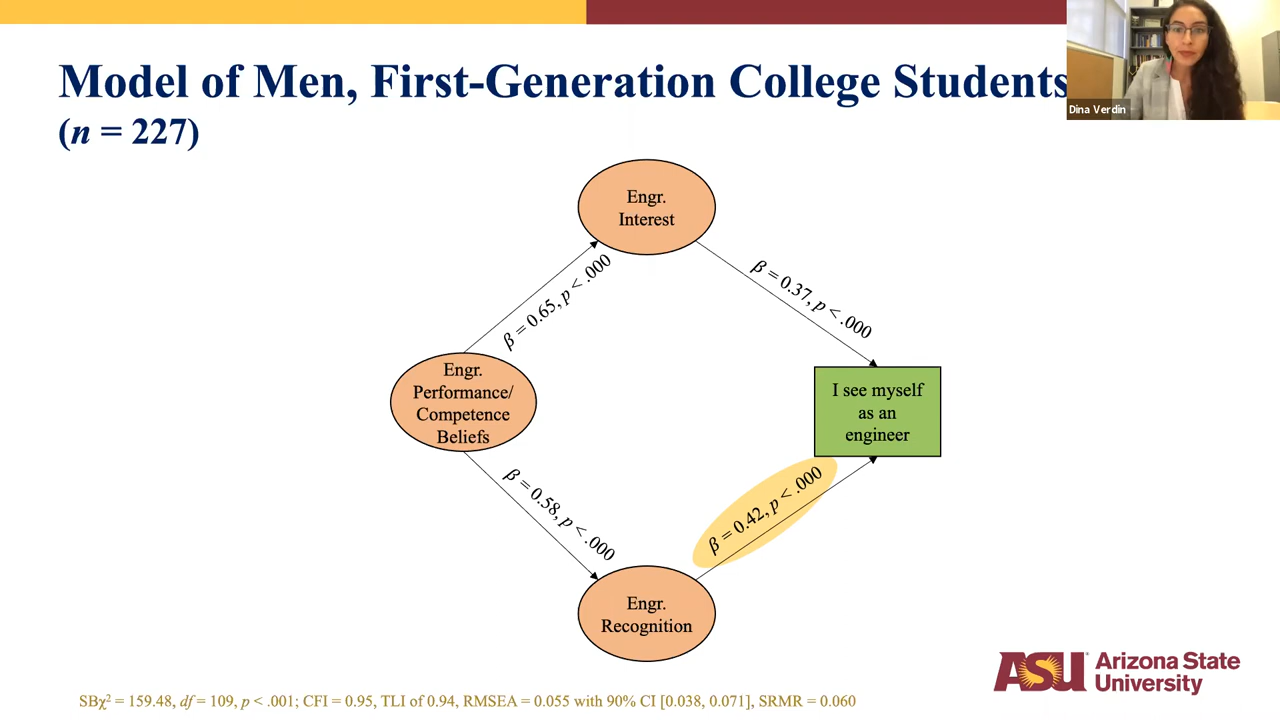 Model of Men, First-Generation College Students
(n = 227)
Dina Verdín
Engr.
Interest
β = 0.65, p < .000
β = 0.37, p < .000
Engr.
Performance/
Competence
Beliefs
I see myself
as an
engineer
β = 0.58, p < .000
β = 0.42, p < .000
Engr.
Recognition
ASU Arizona State
University
SBχ² = 159.48, df = 109, p < .001; CFI = 0.95, TLI of 0.94, RMSEA = 0.055 with 90% CI [0.038, 0.071], SRMR = 0.060